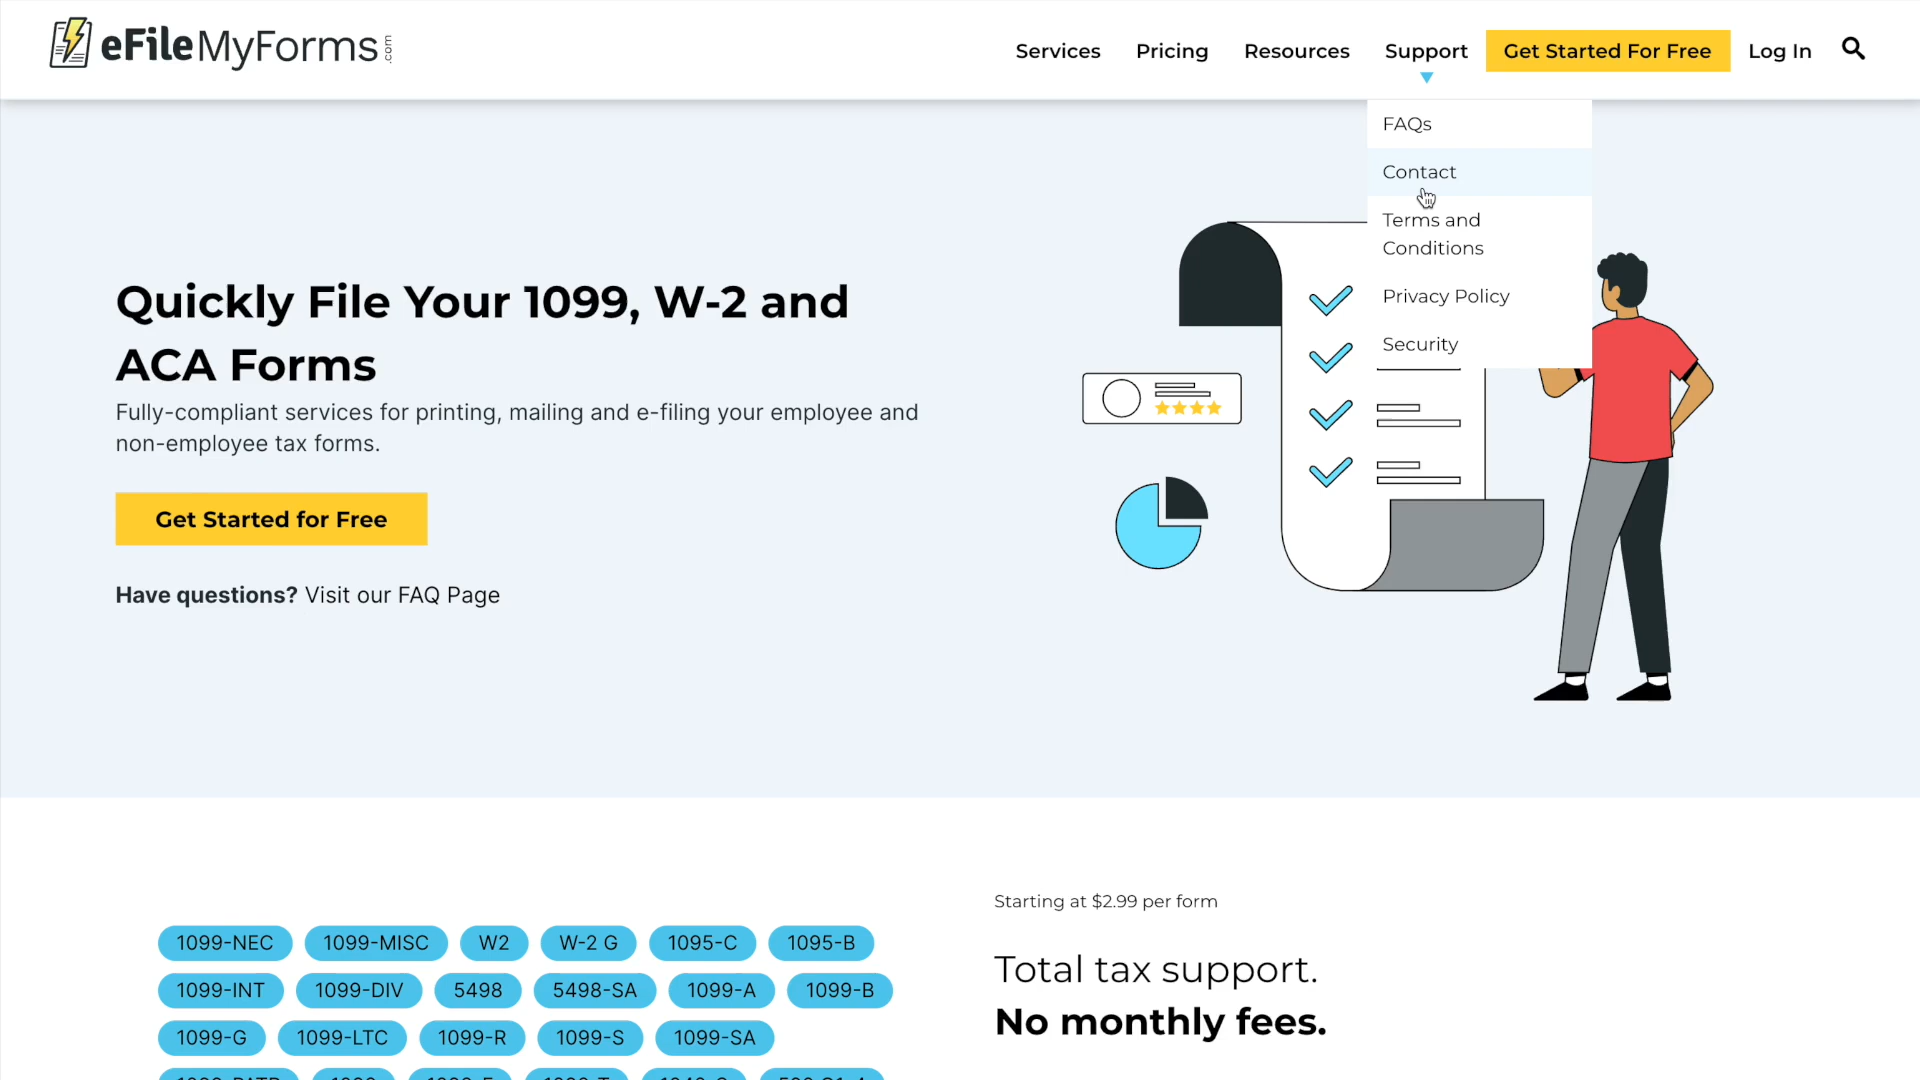 eFileMyForms.com
Services Pricing Resources Support Get Started For Free Log In
FAQs
Contact
Terms and
Conditions
Privacy Policy
Security
Quickly File Your 1099, W-2 and
ACA Forms
Fully-compliant services for printing, mailing and e-filing your employee and
non-employee tax forms.
Get Started for Free
Have questions? Visit our FAQ Page
Starting at $2.99 per form
Total tax support.
No monthly fees.
1099-NEC 1099-MISC W2 W-2 G 1095-C 1095-B
1099-INT 1099-DIV 5498 5498-SA 1099-A 1099-B
1099-G 1099-LTC 1099-R 1099-S 1099-SA